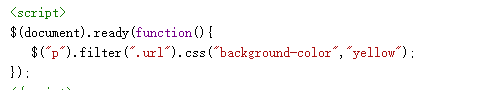 <script>
$(document).ready(function(){
$("p").filter(".url").css("background-color","yellow");
});